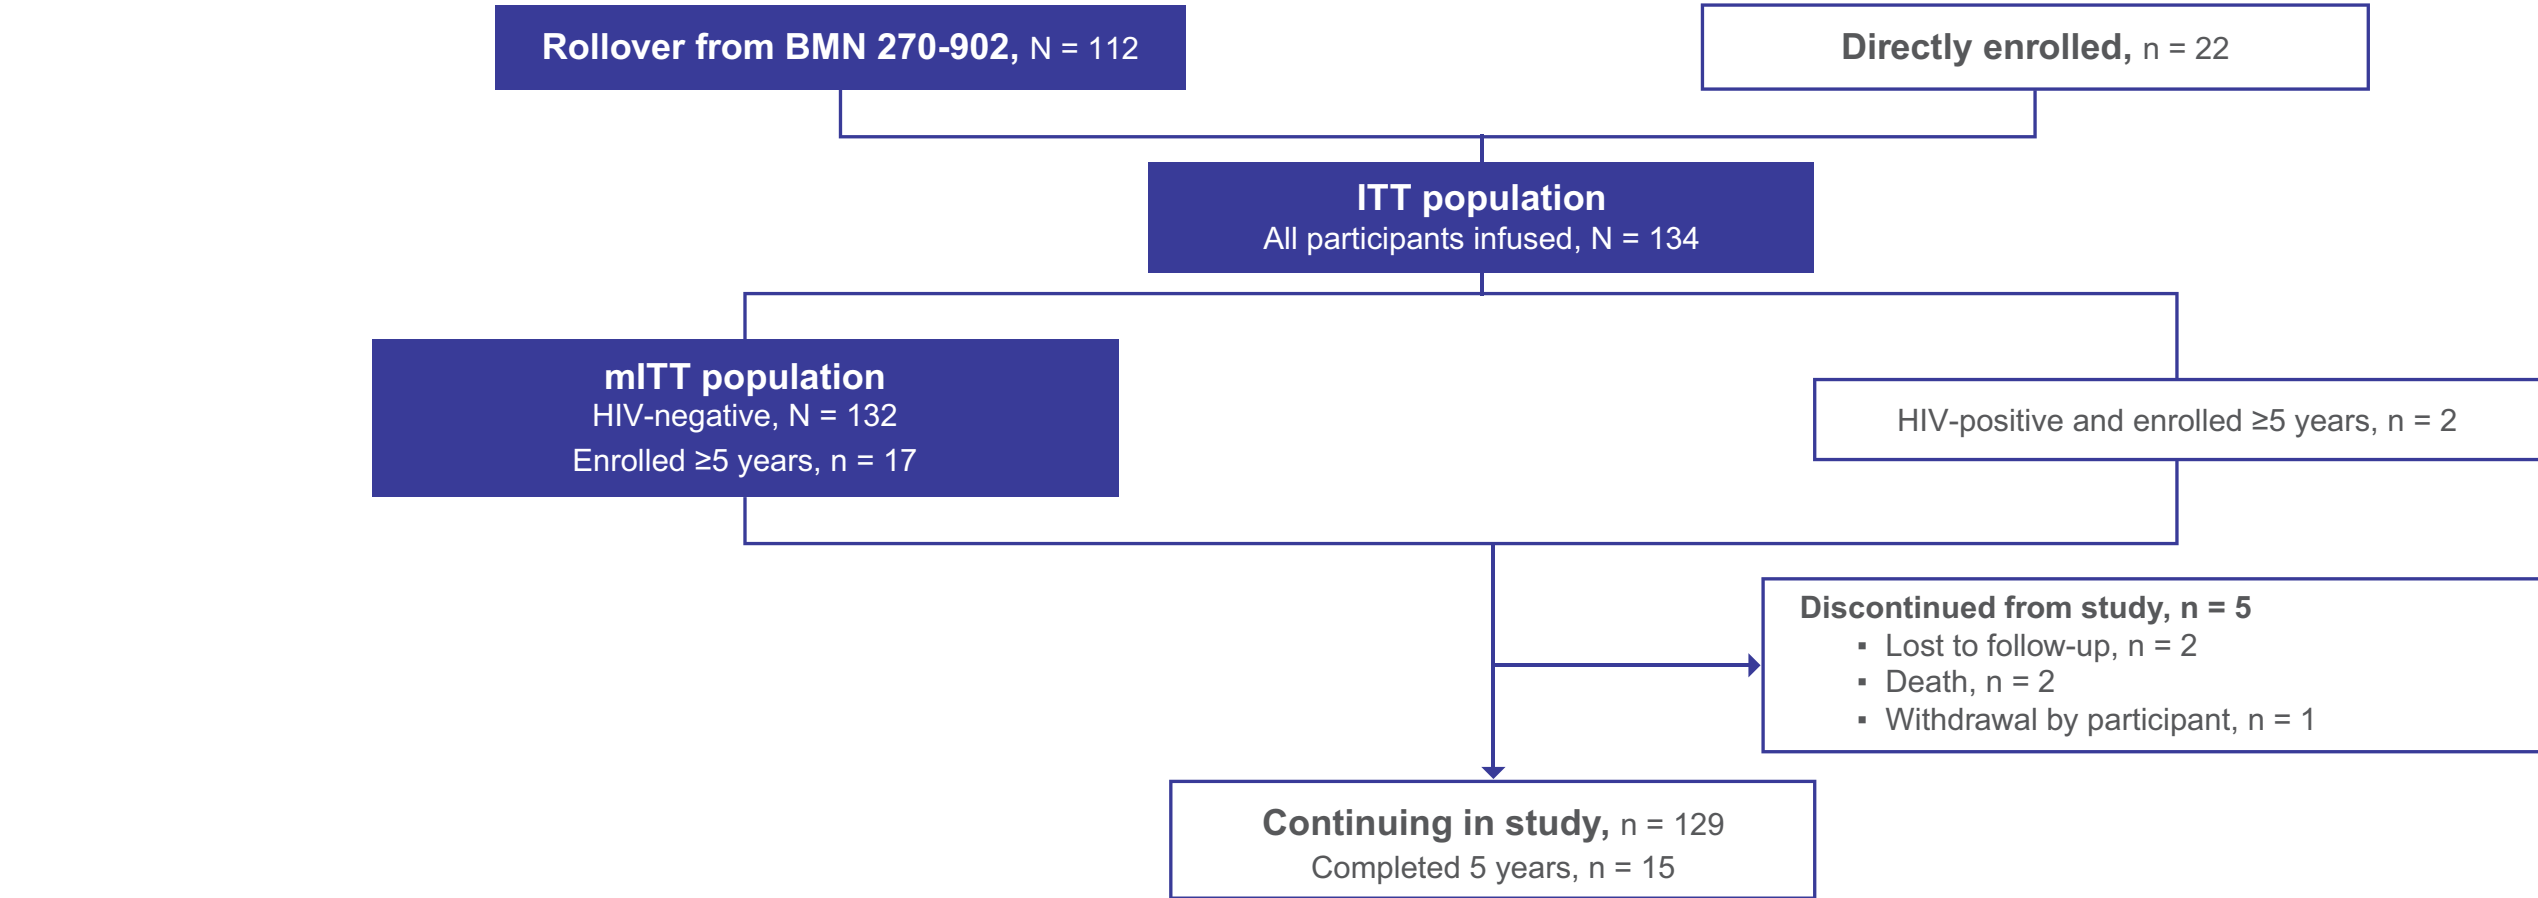 Rollover from BMN 270-902, N = 112
Directly enrolled, n = 22
ITT population
All participants infused, N = 134
mITT population
HIV-negative, N = 132
Enrolled ≥5 years, n = 17
HIV-positive and enrolled ≥5 years, n = 2
Discontinued from study, n = 5
▪ Lost to follow-up, n = 2
▪ Death, n = 2
▪ Withdrawal by participant, n = 1
Continuing in study, n = 129
Completed 5 years, n = 15